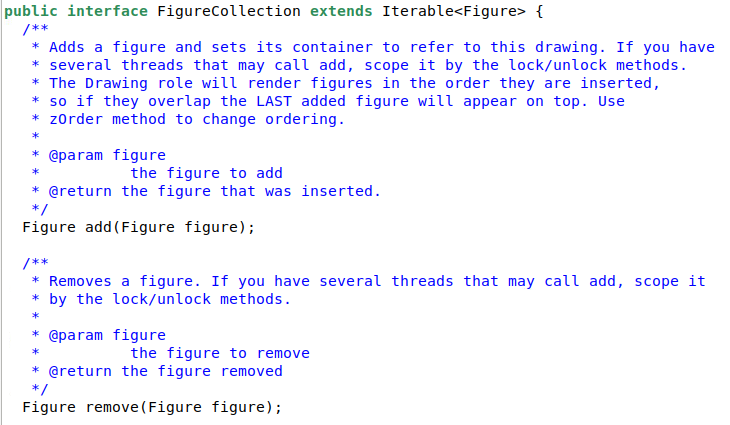 public interface FigureCollection extends Iterable<Figure> {
/**
* Adds a figure and sets its container to refer to this drawing. If you have
* several threads that may call add, scope it by the lock/unlock methods.
* The Drawing role will render figures in the order they are inserted,
* so if they overlap the LAST added figure will appear on top. Use
* zOrder method to change ordering.
*
* @param figure
*          the figure to add
* @return the figure that was inserted.
*/
Figure add(Figure figure);
/**
* Removes a figure. If you have several threads that may call add, scope it
* by the lock/unlock methods.
*
* @param figure
*          the figure to remove
* @return the figure removed
*/
Figure remove(Figure figure);